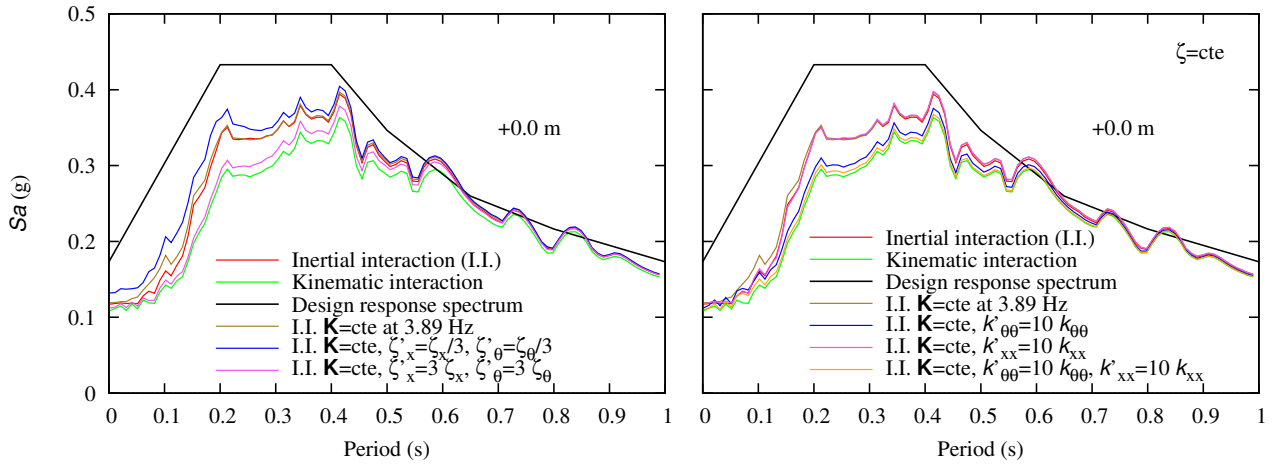 0.5
0.4
0.3
0.2
0.1
0
Sa (g)
+0.0 m
Inertial interaction (I.I.)
Kinematic interaction
Design response spectrum
I.I. K=cte at 3.89 Hz
I.I. K=cte, ζ'x=ζx/3, ζ'θ=ζθ/3
I.I. K=cte, ζ'x=3 ζx, ζ'θ=3 ζθ
0 0.1 0.2 0.3 0.4 0.5 0.6 0.7 0.8 0.9 1
Period (s)
ζ=cte
+0.0 m
Inertial interaction (I.I.)
Kinematic interaction
Design response spectrum
I.I. K=cte at 3.89 Hz
I.I. K=cte, k'θθ=10 kθθ
I.I. K=cte, k'xx=10 kxx
I.I. K=cte, k'θθ=10 kθθ, k'xx=10 kxx
0 0.1 0.2 0.3 0.4 0.5 0.6 0.7 0.8 0.9 1
Period (s)